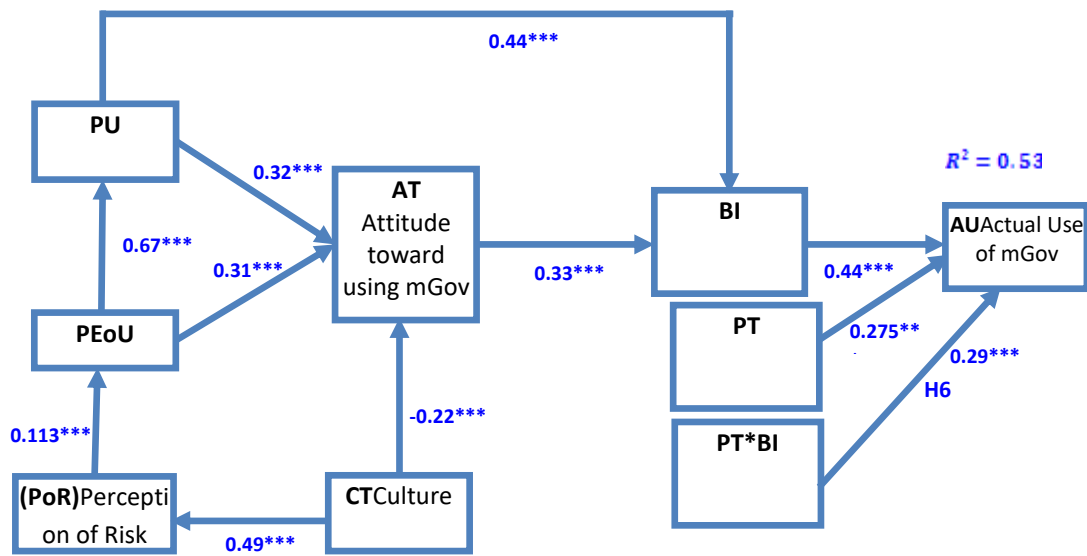 0.44***
PU
0.32***
AT
Attitude
toward
using mGov
R² = 0.53
BI
AUActual Use
of mGov
0.67***
0.31***
0.33***
0.44***
PEoU
PT
0.275**
0.29***
H6
-0.22***
0.113***
PT*BI
(PoR)Percepti
on of Risk
CTCulture
0.49***